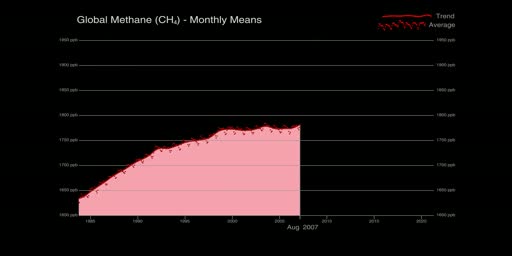 Global Methane (CH₄) - Monthly Means
Trend
Average
1950 ppb 1950 ppb
1900 ppb 1900 ppb
1850 ppb 1850 ppb
1800 ppb 1800 ppb
1750 ppb 1750 ppb
1700 ppb 1700 ppb
1650 ppb 1650 ppb
1600 ppb 1600 ppb
1985 1990 1995 2000 2005 2010 2015 2020
Aug 2007